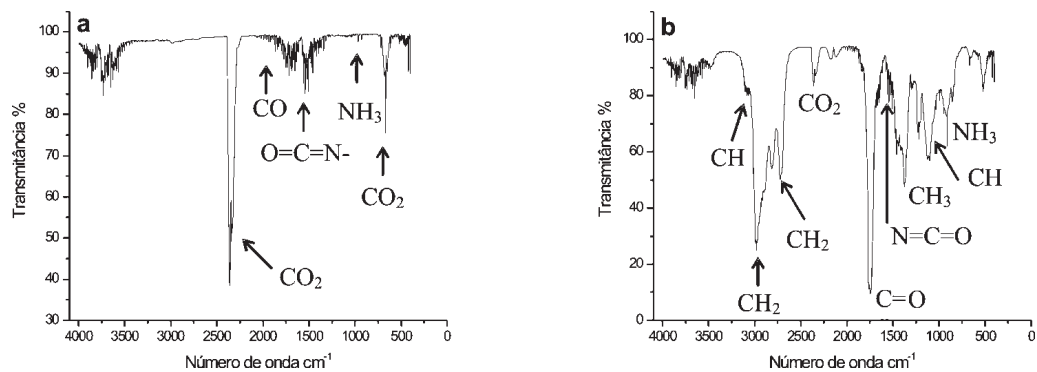 a
100
90
80
70
60
50
40
30
Transmitância %
CO
NH₃
O=C=N-
CO₂
CO₂
4000 3500 3000 2500 2000 1500 1000 500 0
Número de onda cm⁻¹
b
100
80
60
40
20
0
Transmitância %
CO₂
CH
NH₃
CH
CH₃
CH₂
N=C=O
CH₂
C=O
4000 3500 3000 2500 2000 1500 1000 500 0
Número de onda cm⁻¹